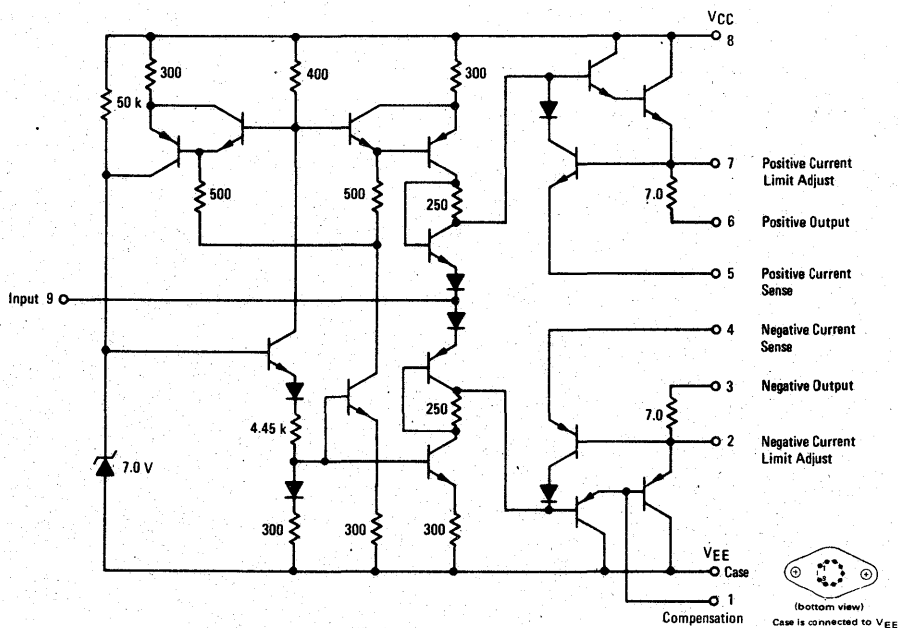 VCC
8
300
400
300
50 k
500
500
250
7.0
7 Positive Current
Limit Adjust
6 Positive Output
5 Positive Current
Sense
Input 9
4 Negative Current
Sense
3 Negative Output
7.0
2 Negative Current
Limit Adjust
250
4.45 k
7.0 V
300
300
300
VEE
Case
1
Compensation
(bottom view)
Case is connected to VEE